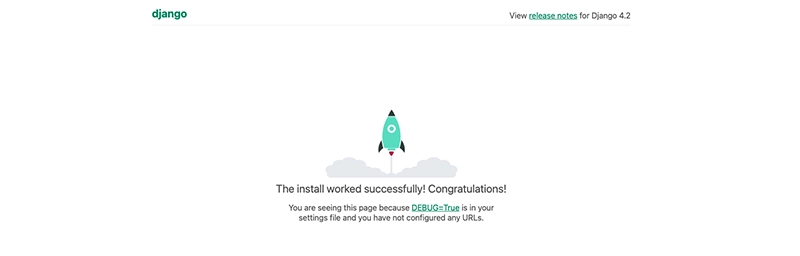 django
View release notes for Django 4.2
The install worked successfully! Congratulations!
You are seeing this page because DEBUG=True is in your
settings file and you have not configured any URLs.